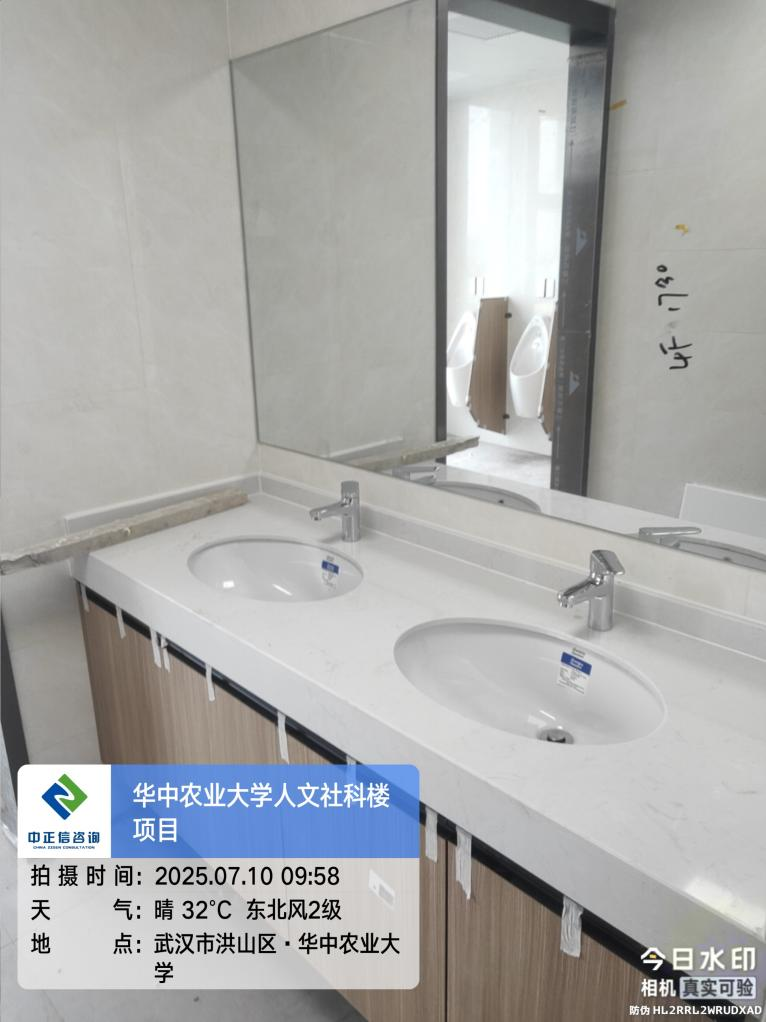 华中农业大学人文社科楼
项目
中正信咨询
CHINA ZZSEN CONSULTATION
拍摄时间：2025.07.10 09:58
天气：晴 32℃ 东北风2级
地点：武汉市洪山区·华中农业大
学
今日水印
相机 真实可验
防伪 HL2RRL2WRUDXAD